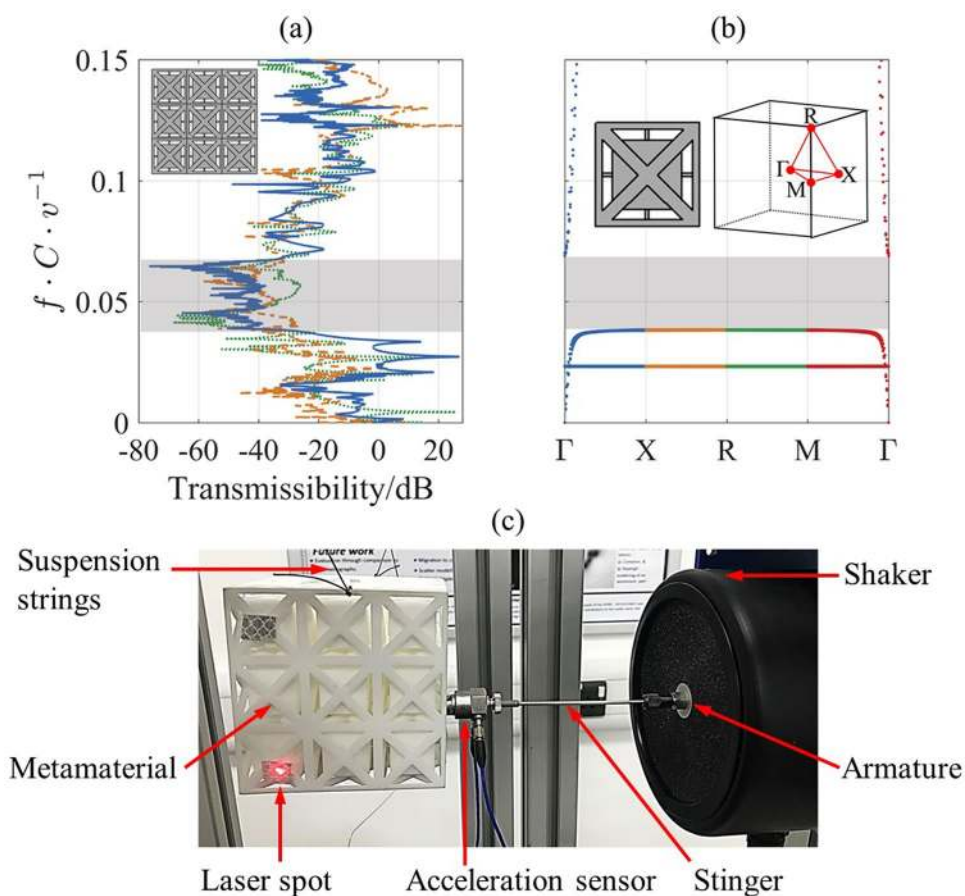 (a)
(b)
f · C · v⁻¹
0.15
0.1
0.05
0
-80 -60 -40 -20 0 20
Transmissibility/dB
R
Γ
X
M
Γ X R M Γ
(c)
Suspension
strings
Future work
Shaker
Metamaterial
Armature
Laser spot
Acceleration sensor
Stinger